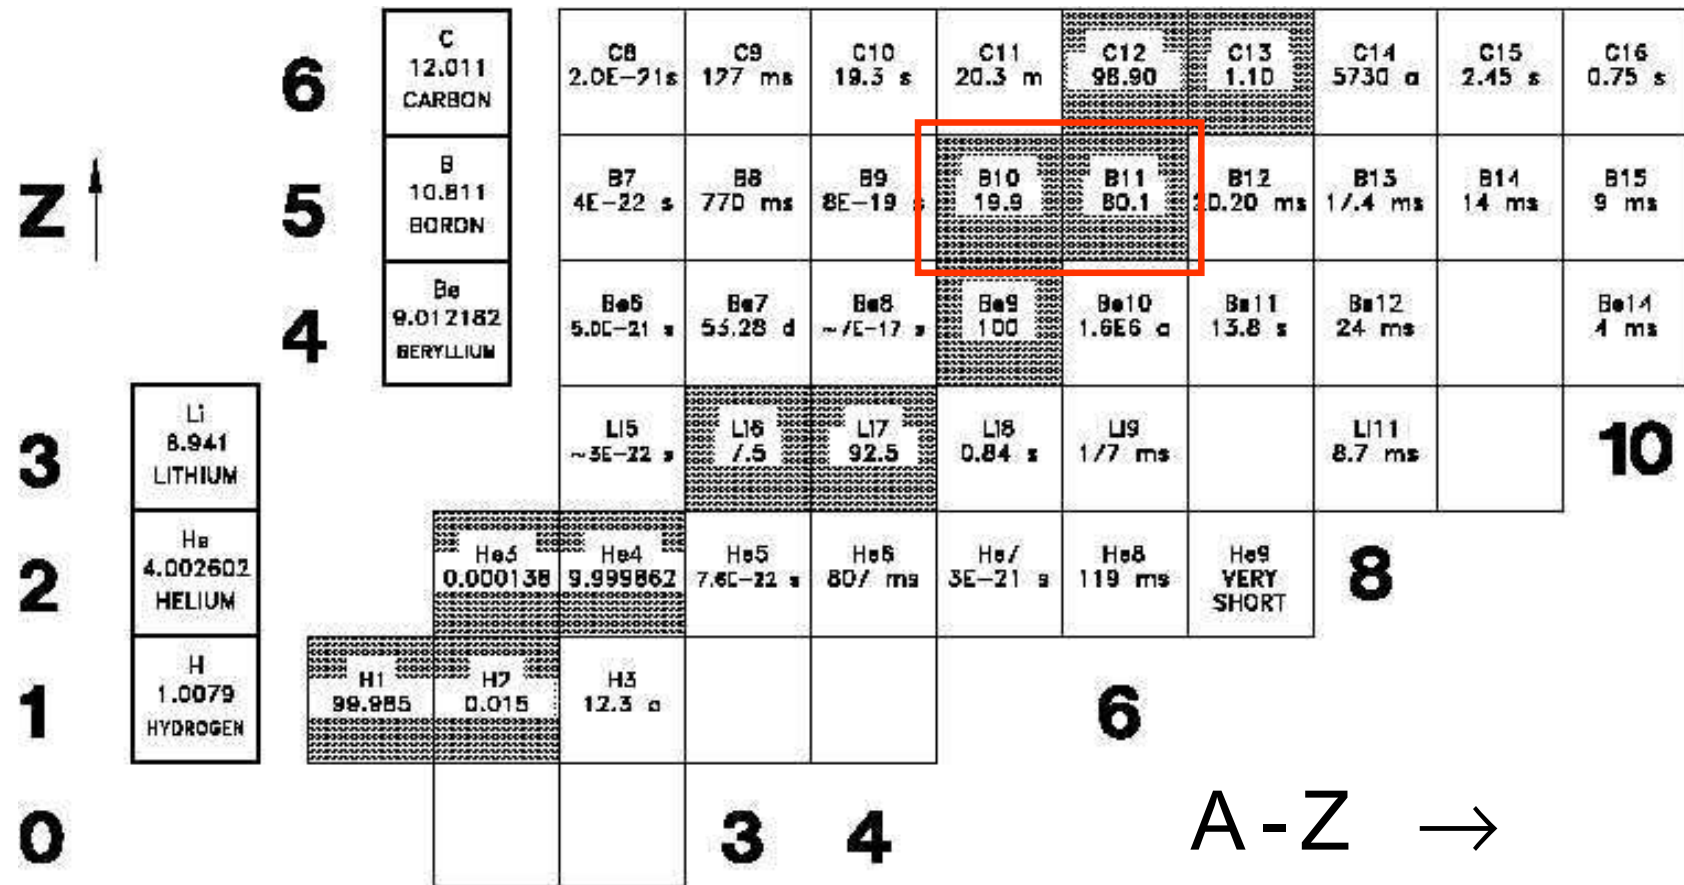 C C8 C9 C10 C11 C12 C13 C14 C15 C16
6 12.011 2.0E-21s 127 ms 19.3 s 20.3 m 98.90 1.10 5730 a 2.45 s 0.75 s
CARBON
B B7 B8 B9 B10 B11 B12 B13 B14 B15
Z 5 10.811 4E-22 s 770 ms 8E-19 s 19.9 80.1 20.20 ms 17.4 ms 14 ms 9 ms
BORON
Be Be6 Be7 Be8 Be9 Be10 Be11 Be12 Be14
4 9.012182 5.0E-21 s 53.28 d ~7E-17 s 100 1.6E6 a 13.8 s 24 ms 4 ms
BERYLLIUM
Li Li5 Li6 Li7 Li8 Li9 Li11
3 6.941 ~3E-22 s 7.5 92.5 0.84 s 177 ms 8.7 ms 10
LITHIUM
He He3 He4 He5 He6 He7 He8 He9
2 4.002602 0.000138 9.999862 7.6E-22 s 807 ms 3E-21 s 119 ms VERY 8
HELIUM SHORT
H H1 H2 H3
1 1.0079 99.985 0.015 12.3 a 6
HYDROGEN
0 3 4 A - Z →